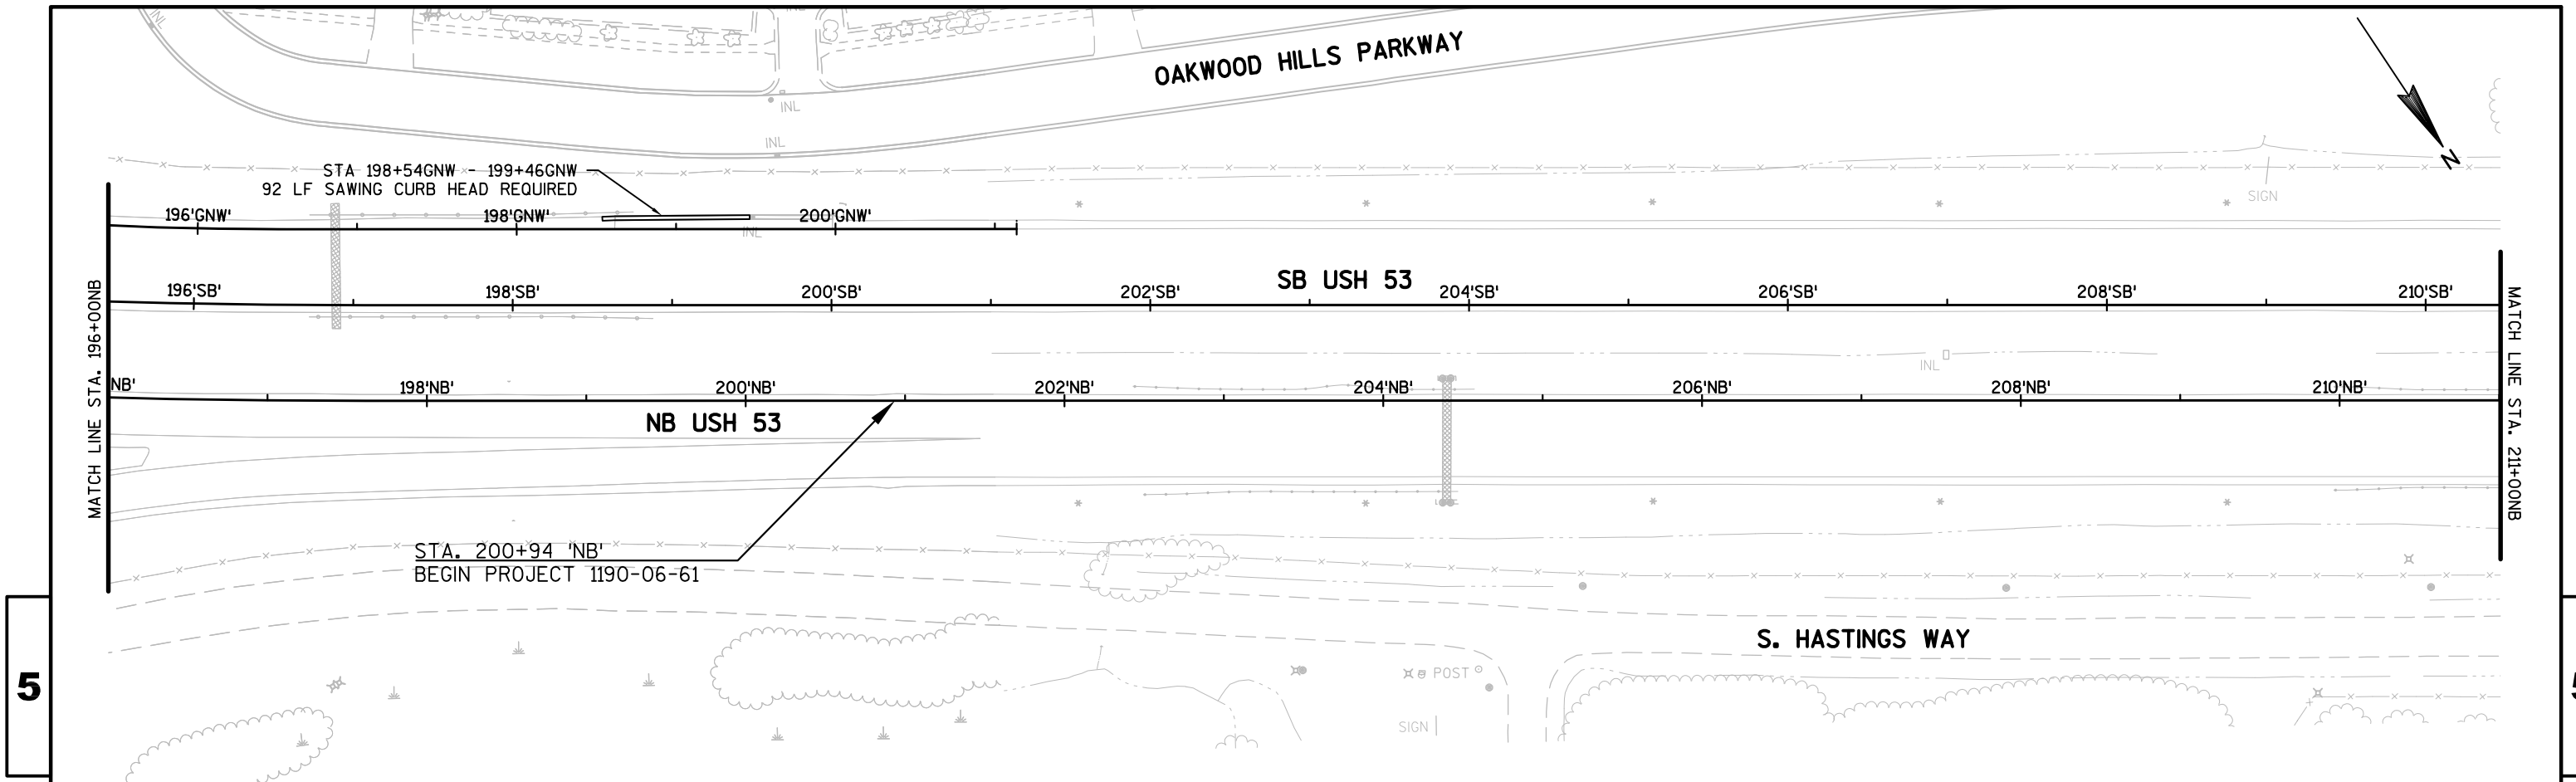 INL
INL
OAKWOOD HILLS PARKWAY
INL
INL
N
STA 198+54GNW - 199+46GNW
92 LF SAWING CURB HEAD REQUIRED
SIGN
196'GNW' 198'GNW' 200'GNW'
INL
SB USH 53
196'SB' 198'SB' 200'SB' 202'SB' 204'SB' 206'SB' 208'SB' 210'SB'
MATCH LINE STA. 196+00NB
MATCH LINE STA. 211+00NB
INL
NB' 198'NB' 200'NB' 202'NB' 204'NB' 206'NB' 208'NB' 210'NB'
NB USH 53
STA. 200+94 'NB'
BEGIN PROJECT 1190-06-61
S. HASTINGS WAY
POST
SIGN
5